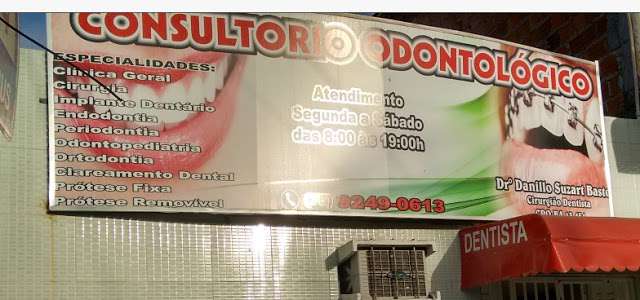 CONSULTORIO ODONTOLÓGICO
ESPECIALIDADES:
Clínica Geral
Cirurgia
Implante Dentário
Endodontia
Periodontia
Odontopediatria
Ortodontia
Clareamento Dental
Prótese Fixa
Prótese Removível
Atendimento
Segunda a Sábado
das 8:00 às 19:00h
8249-0613
Drº Danillo Suzart Basto
Cirurgião Dentista
DENTISTA